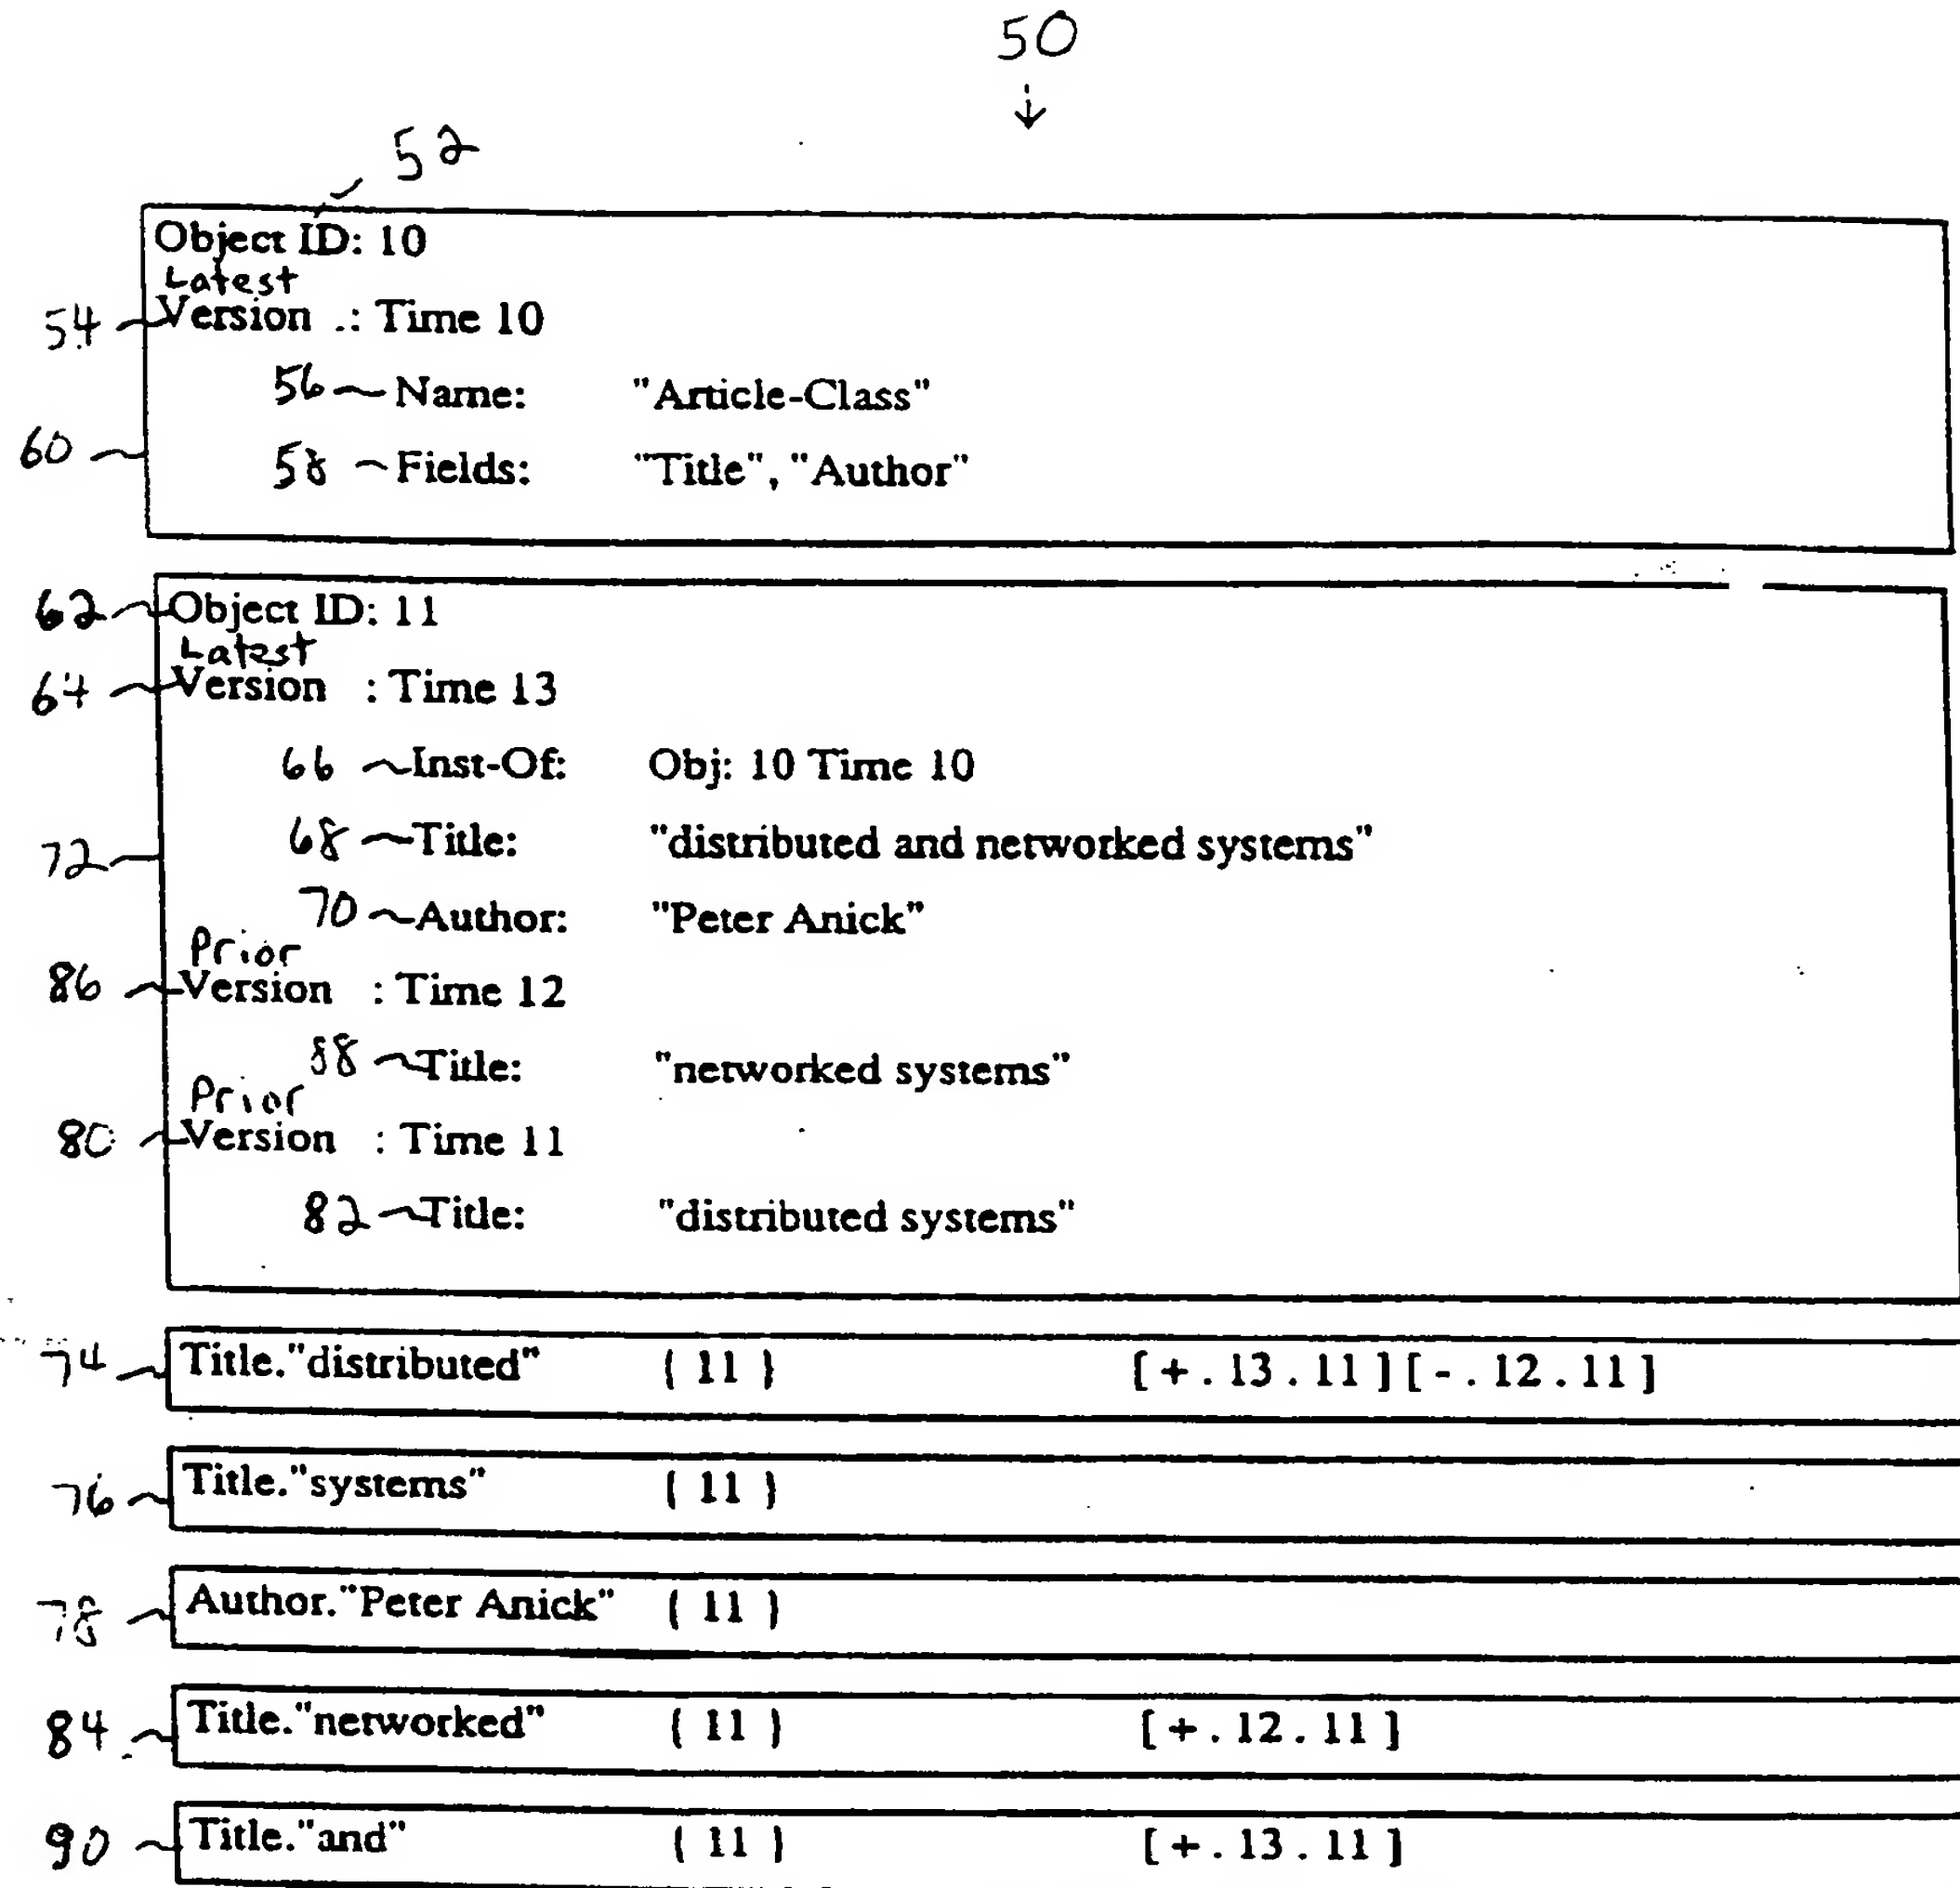 50
52
Object ID: 10
Latest
54 Version .: Time 10
56 Name: "Article-Class"
60
58 Fields: "Title", "Author"
62 Object ID: 11
Latest
64 Version : Time 13
66 Inst-Of: Obj: 10 Time 10
68 Title: "distributed and networked systems"
72
70 Author: "Peter Anick"
Prior
86 Version : Time 12
88 Title: "networked systems"
Prior
80 Version : Time 11
82 Title: "distributed systems"
74 Title."distributed" { 11 } [ + . 13 . 11 ] [ - . 12 . 11 ]
76 Title."systems" { 11 }
78 Author."Peter Anick" { 11 }
84 Title."networked" { 11 } [ + . 12 . 11 ]
90 Title."and" { 11 } [ + . 13 . 11 ]